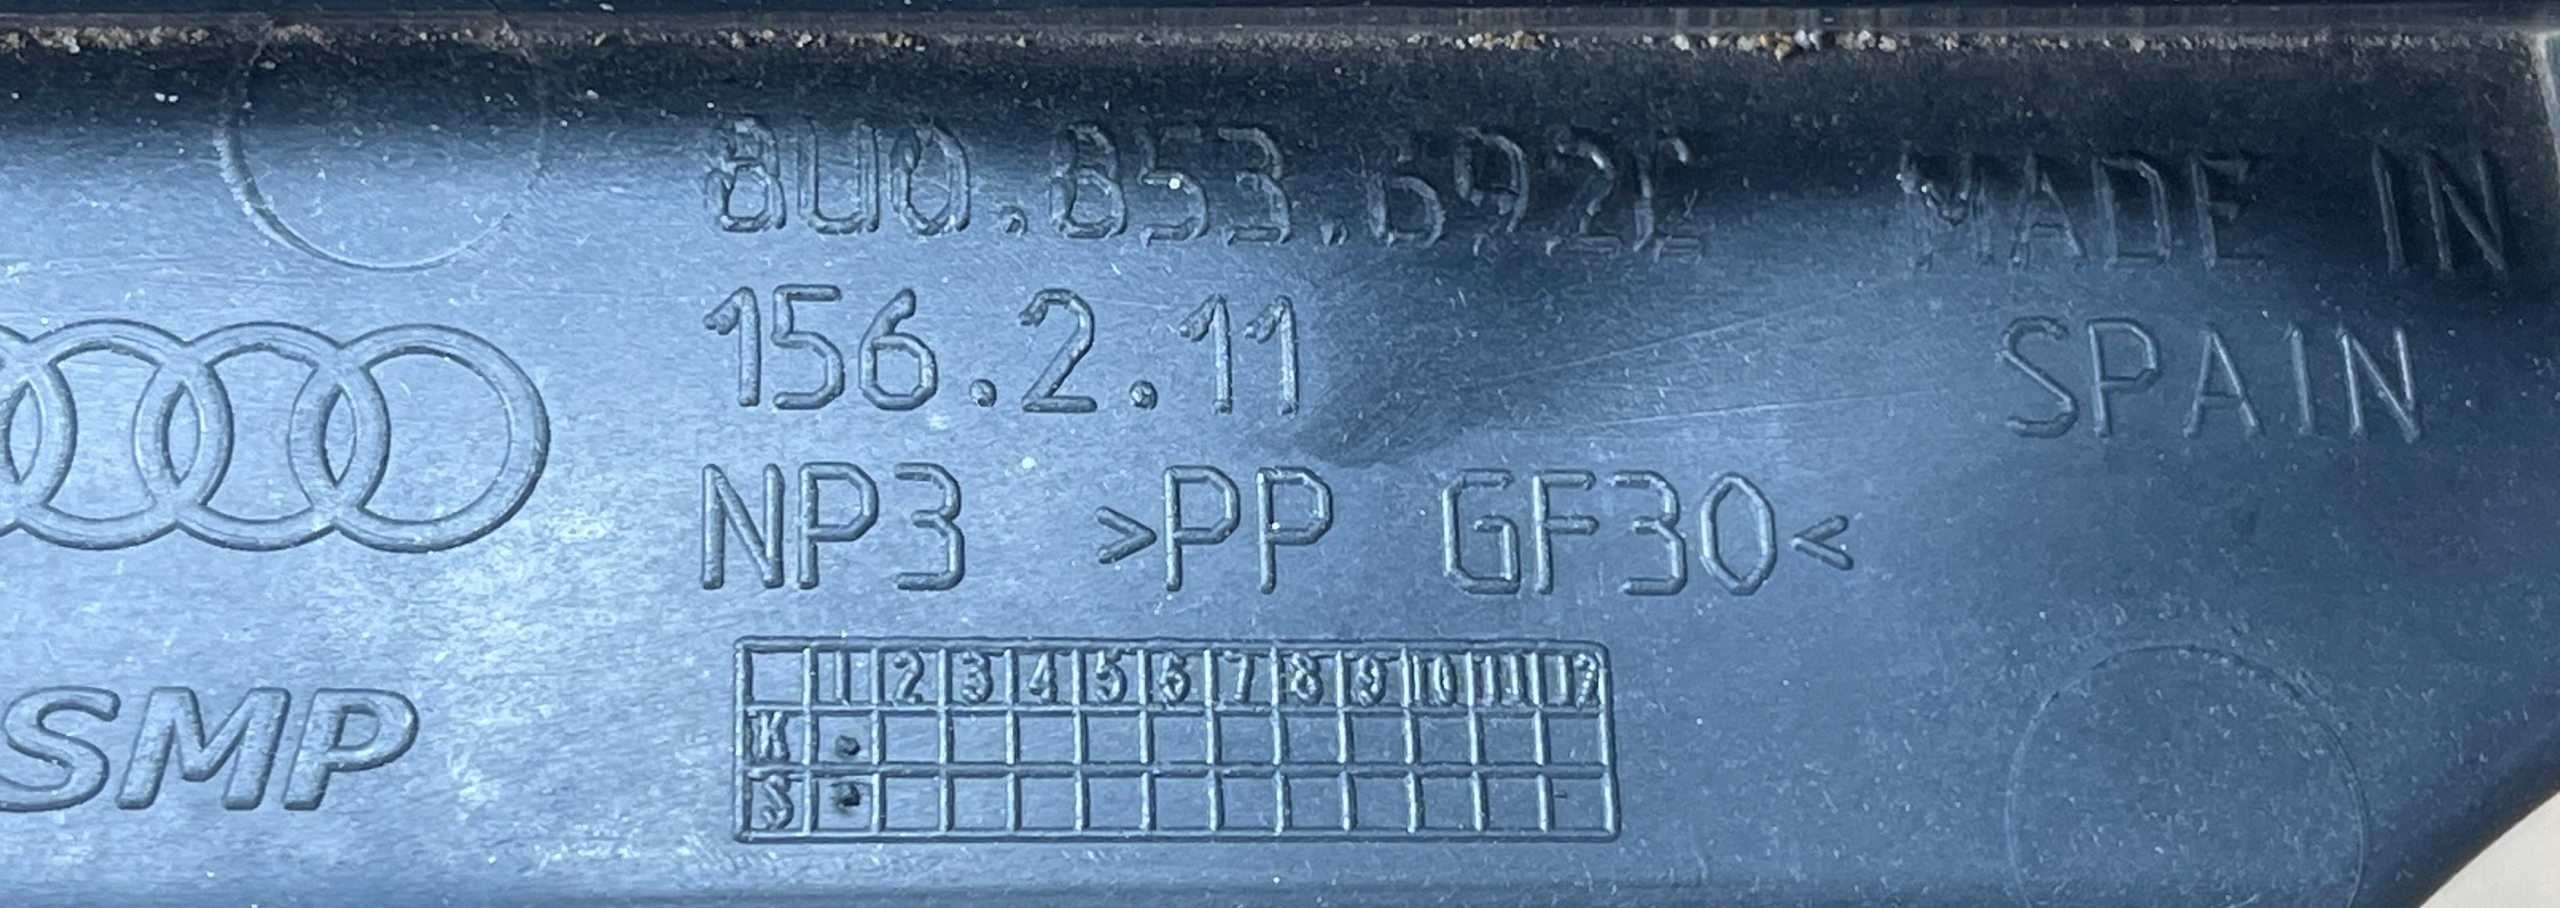 8U0.853.692E MADE IN
SPAIN
156.2.11
NP3 >PP GF30<
SMP
1 2 3 4 5 6 7 8 9 10 11 12
K
S